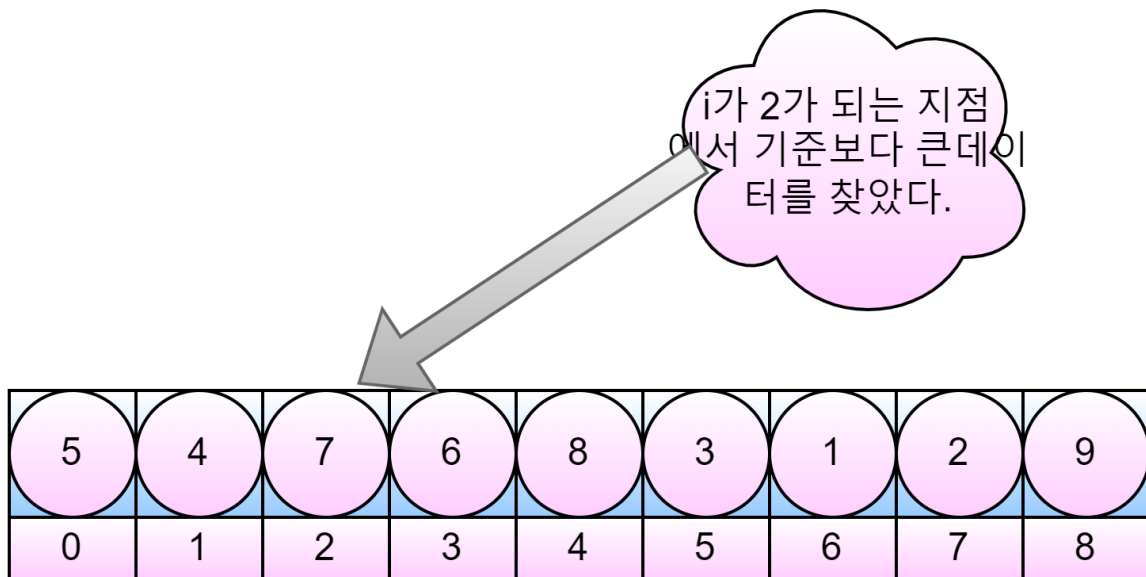 i가 2가 되는 지점
에서 기준보다 큰데이
터를 찾았다.
5 4 7 6 8 3 1 2 9
0 1 2 3 4 5 6 7 8